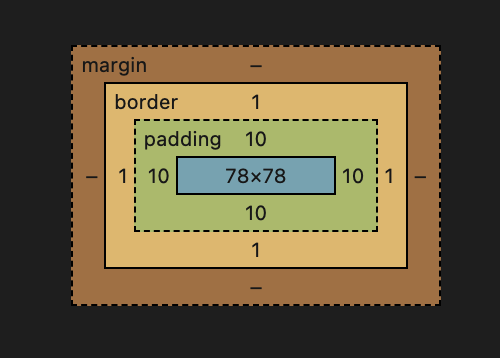 margin –
border 1
padding 10
– 1 10 78×78 10 1 –
10
1
–